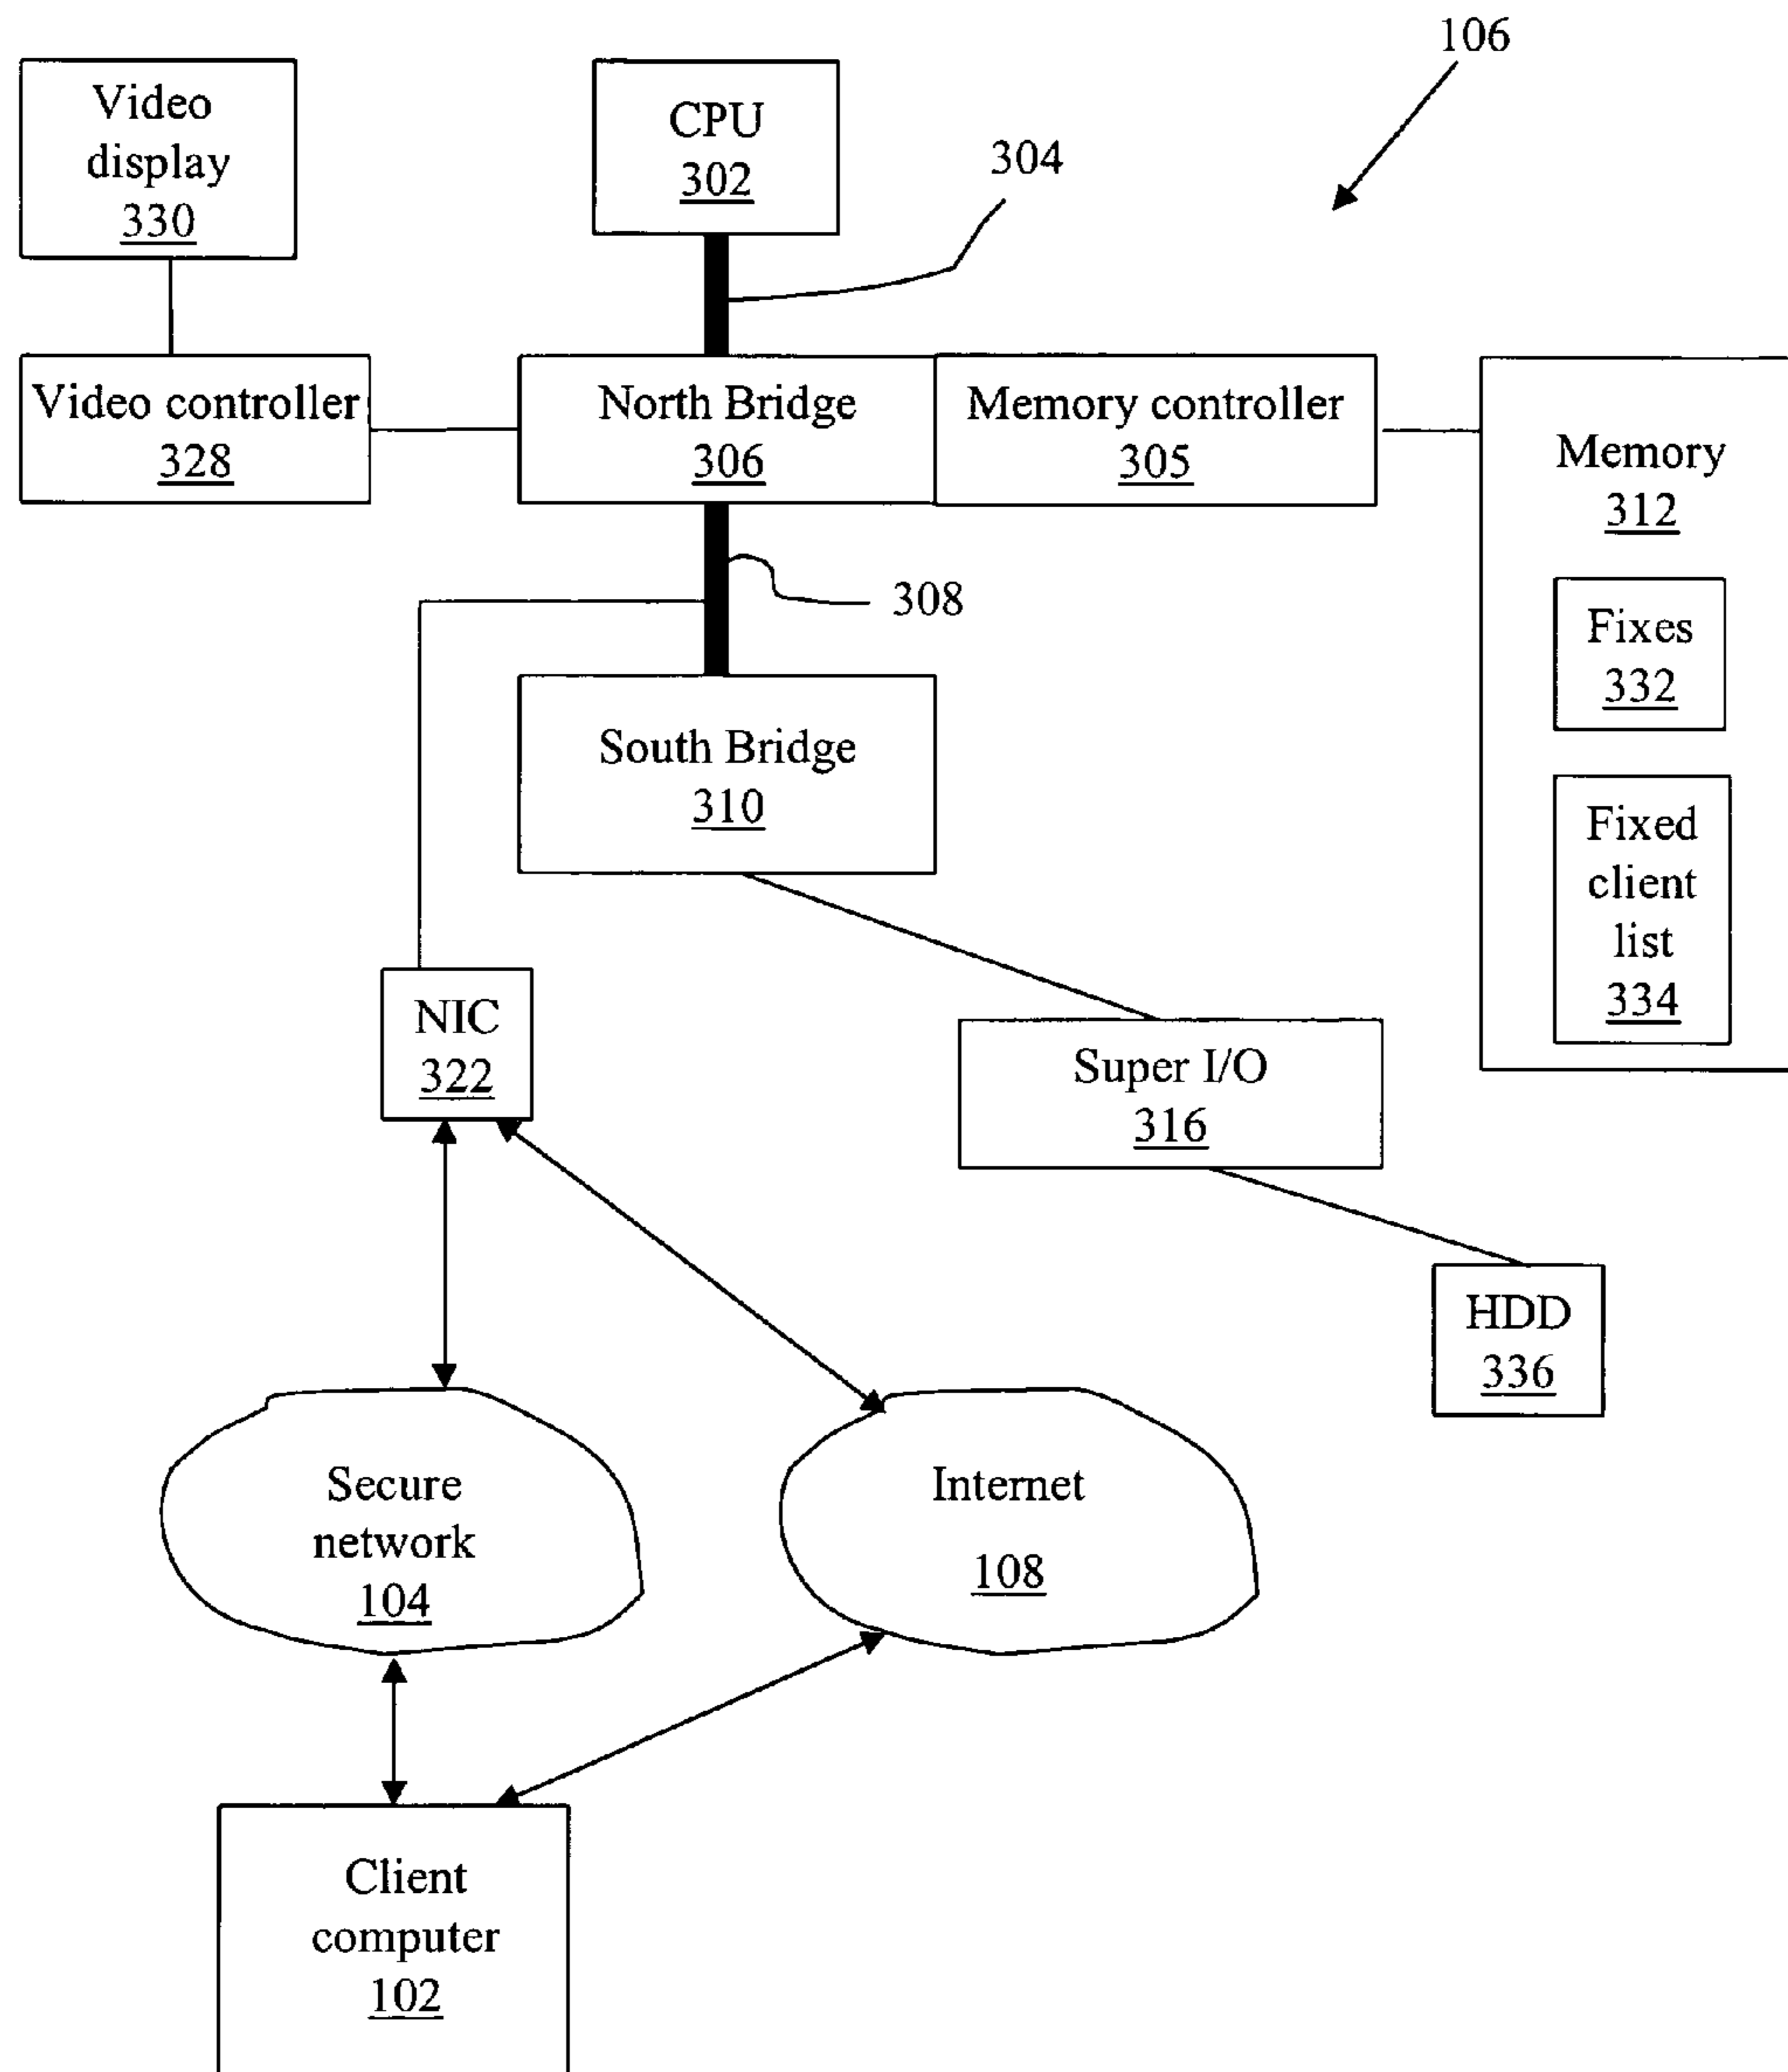 106
Video
display
330
CPU
302
304
Video controller
328
North Bridge
306
Memory controller
305
Memory
312
308
Fixes
332
South Bridge
310
Fixed
client
list
334
NIC
322
Super I/O
316
HDD
336
Secure
network
104
Internet
108
Client
computer
102